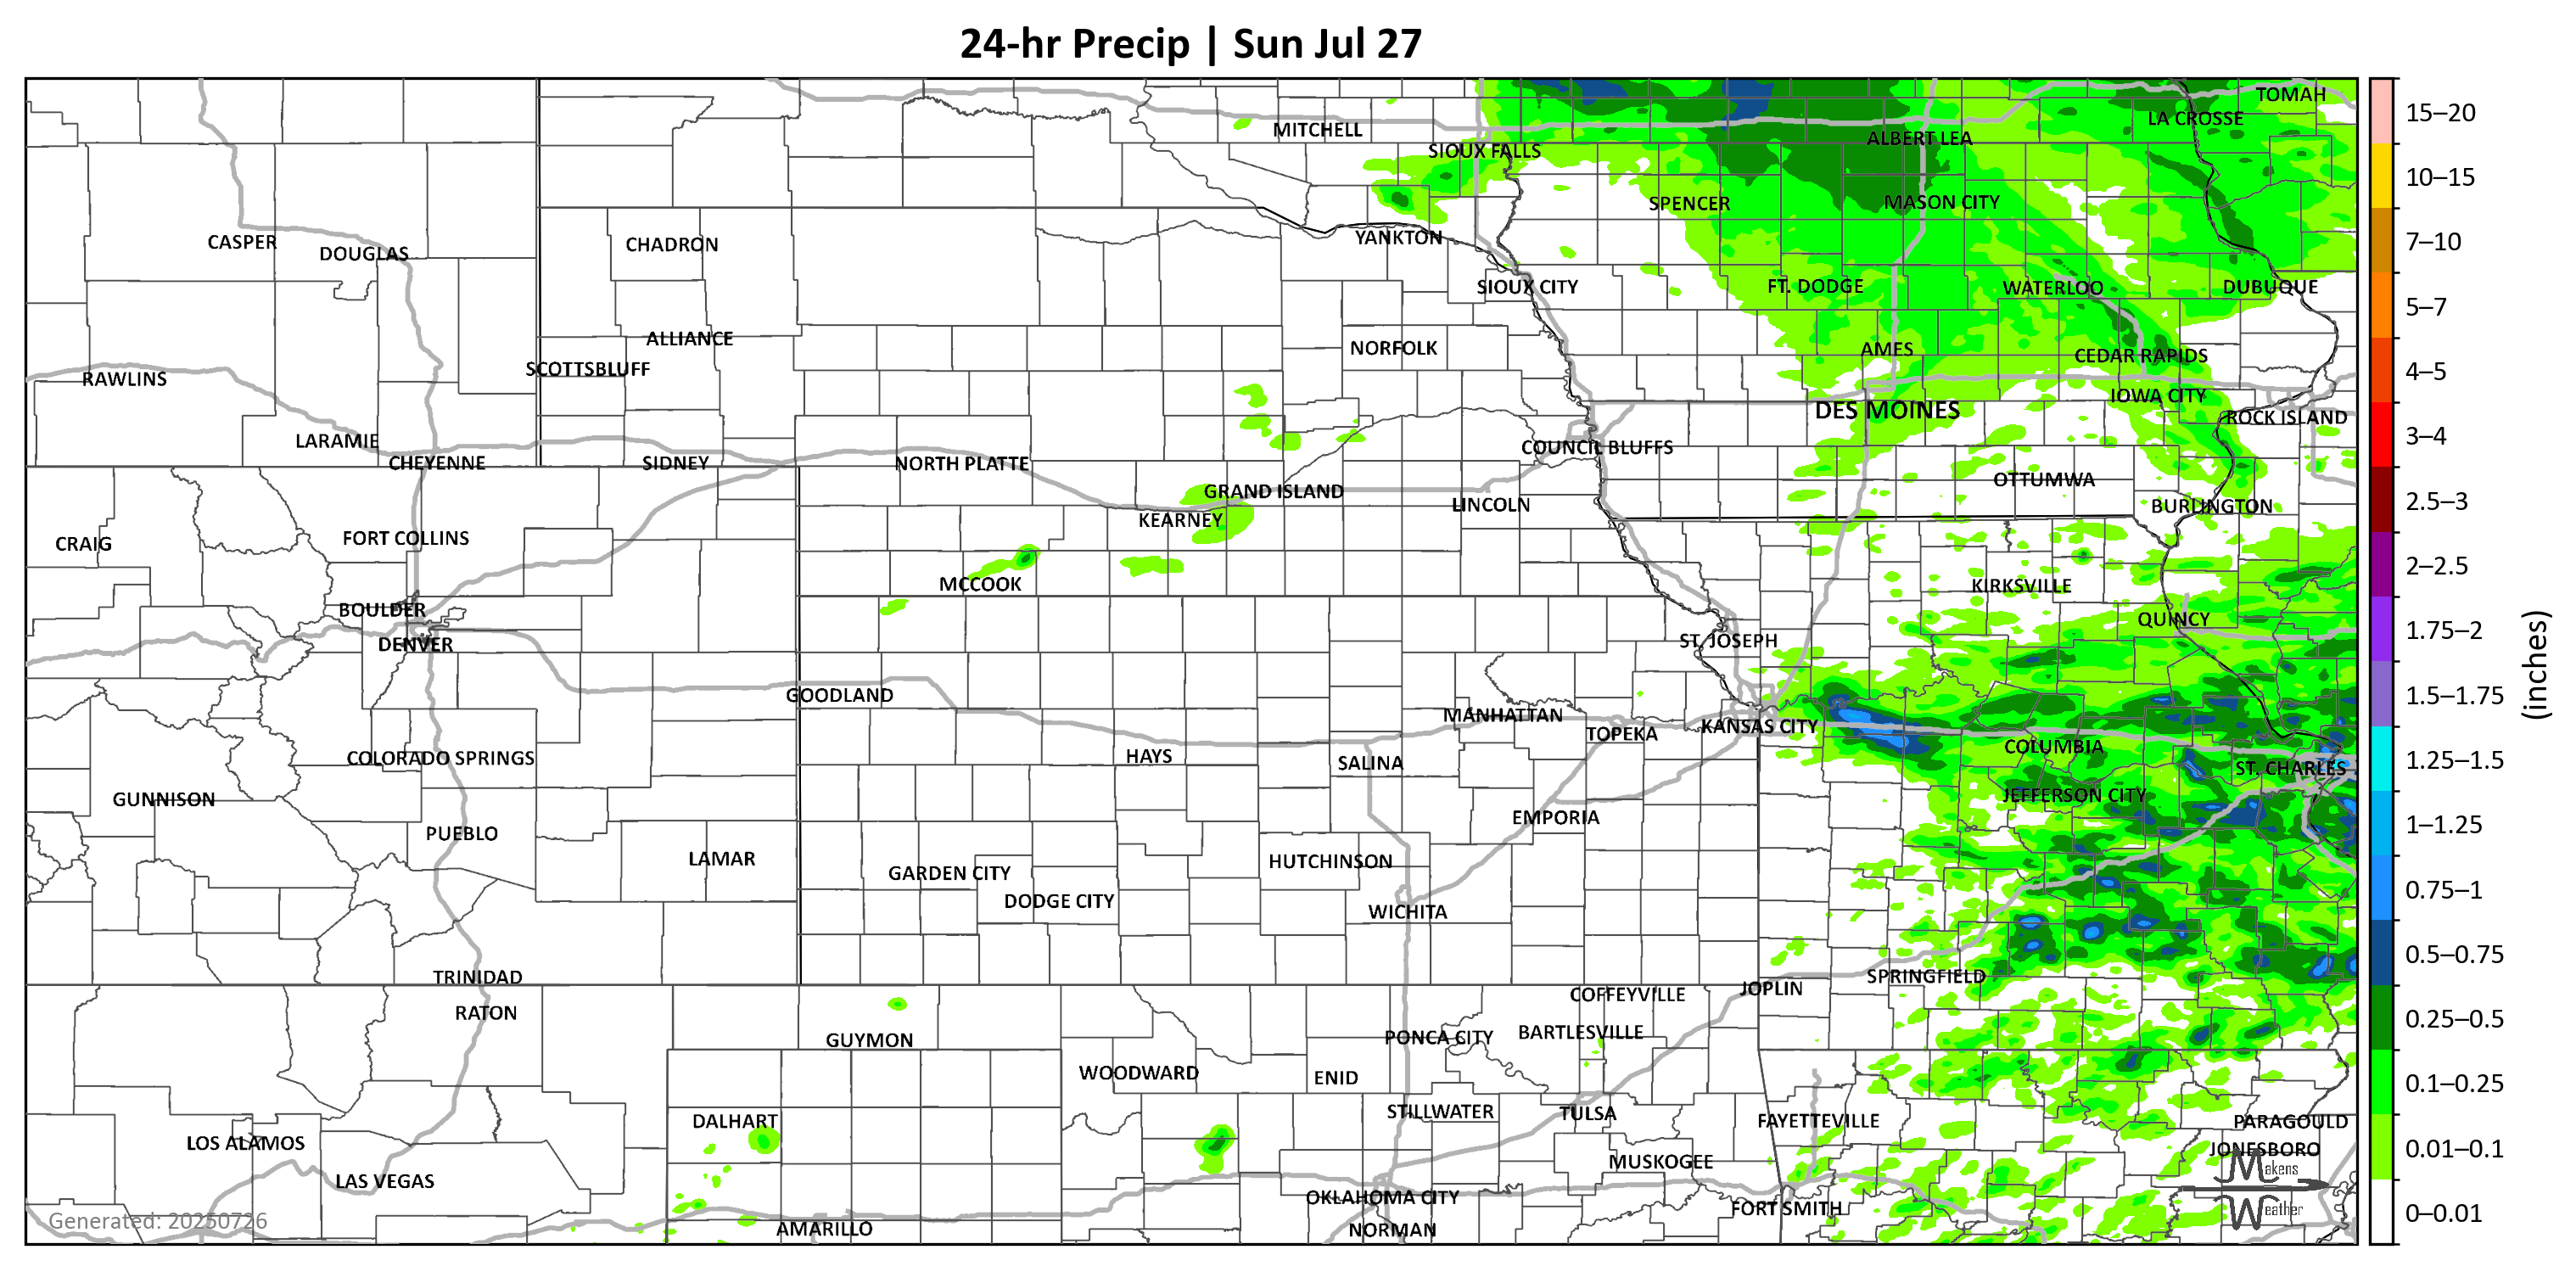 24-hr Precip | Sun Jul 27
TOMAH
LA CROSSE
MITCHELL
ALBERT LEA
SIOUX FALLS
SPENCER
MASON CITY
YANKTON
CASPER
DOUGLAS
CHADRON
SIOUX CITY
FT. DODGE
WATERLOO
DUBUQUE
ALLIANCE
NORFOLK
AMES
CEDAR RAPIDS
SCOTTSBLUFF
RAWLINS
IOWA CITY
DES MOINES
ROCK ISLAND
LARAMIE
COUNCIL BLUFFS
CHEYENNE
SIDNEY
NORTH PLATTE
OTTUMWA
GRAND ISLAND
LINCOLN
BURLINGTON
KEARNEY
CRAIG
FORT COLLINS
MCCOOK
KIRKSVILLE
BOULDER
QUINCY
DENVER
ST. JOSEPH
GOODLAND
MANHATTAN
KANSAS CITY
TOPEKA
COLUMBIA
COLORADO SPRINGS
HAYS
SALINA
ST. CHARLES
GUNNISON
JEFFERSON CITY
EMPORIA
PUEBLO
LAMAR
HUTCHINSON
GARDEN CITY
DODGE CITY
WICHITA
TRINIDAD
SPRINGFIELD
JOPLIN
COFFEYVILLE
RATON
GUYMON
PONCA CITY
BARTLESVILLE
WOODWARD
ENID
STILLWATER
TULSA
DALHART
FAYETTEVILLE
PARAGOULD
LOS ALAMOS
JONESBORO
MUSKOGEE
LAS VEGAS
OKLAHOMA CITY
FORT SMITH
AMARILLO
NORMAN
Makens
Weather
Generated: 20250726
15–20
10–15
7–10
5–7
4–5
3–4
2.5–3
2–2.5
1.75–2
1.5–1.75
1.25–1.5
1–1.25
0.75–1
0.5–0.75
0.25–0.5
0.1–0.25
0.01–0.1
0–0.01
(inches)